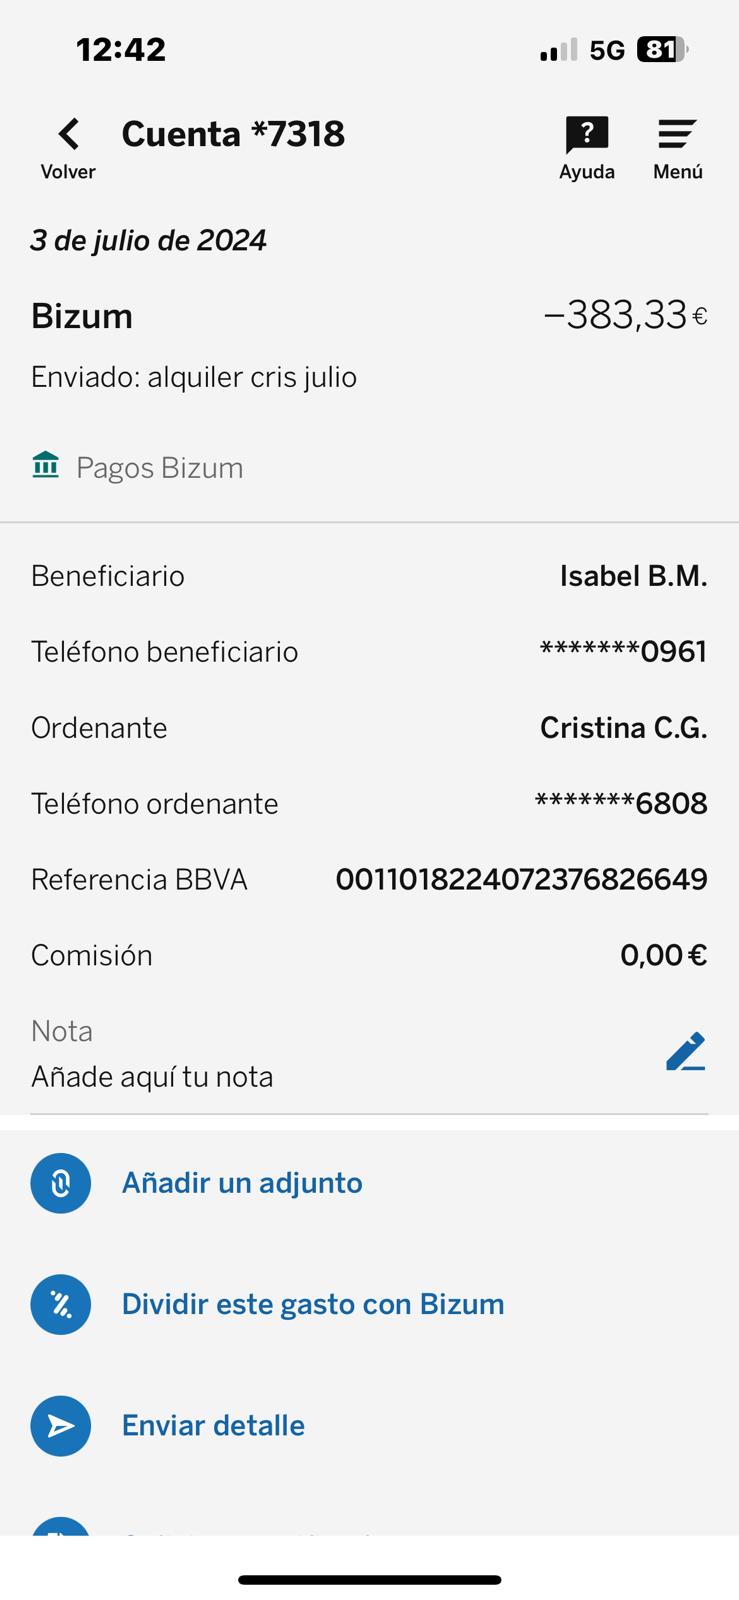 12:42
5G 81
Cuenta *7318
Volver
Ayuda
Menú
3 de julio de 2024
Bizum
−383,33 €
Enviado: alquiler cris julio
Pagos Bizum
Beneficiario
Isabel B.M.
Teléfono beneficiario
*******0961
Ordenante
Cristina C.G.
Teléfono ordenante
*******6808
Referencia BBVA
001101822407237682​6649
Comisión
0,00 €
Nota
Añade aquí tu nota
Añadir un adjunto
Dividir este gasto con Bizum
Enviar detalle